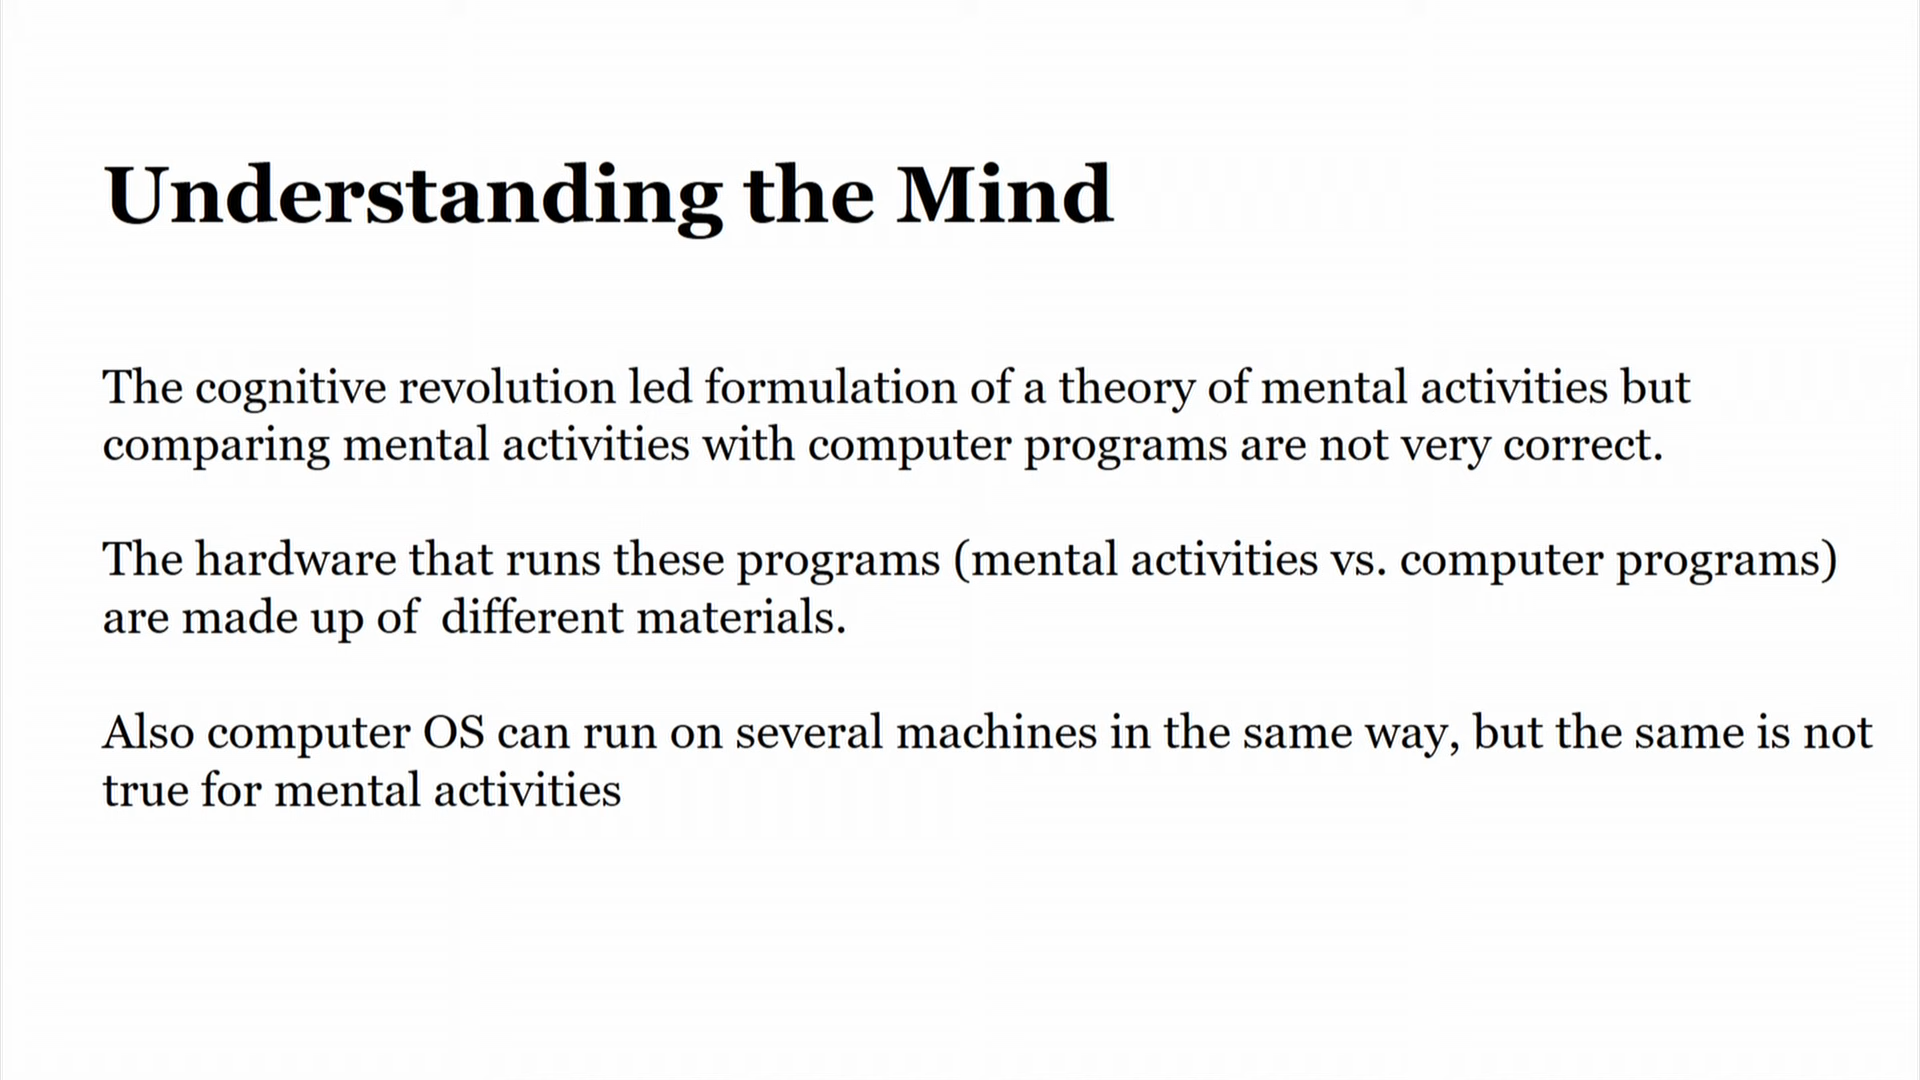 Understanding the Mind
The cognitive revolution led formulation of a theory of mental activities but
comparing mental activities with computer programs are not very correct.
The hardware that runs these programs (mental activities vs. computer programs)
are made up of  different materials.
Also computer OS can run on several machines in the same way, but the same is not
true for mental activities